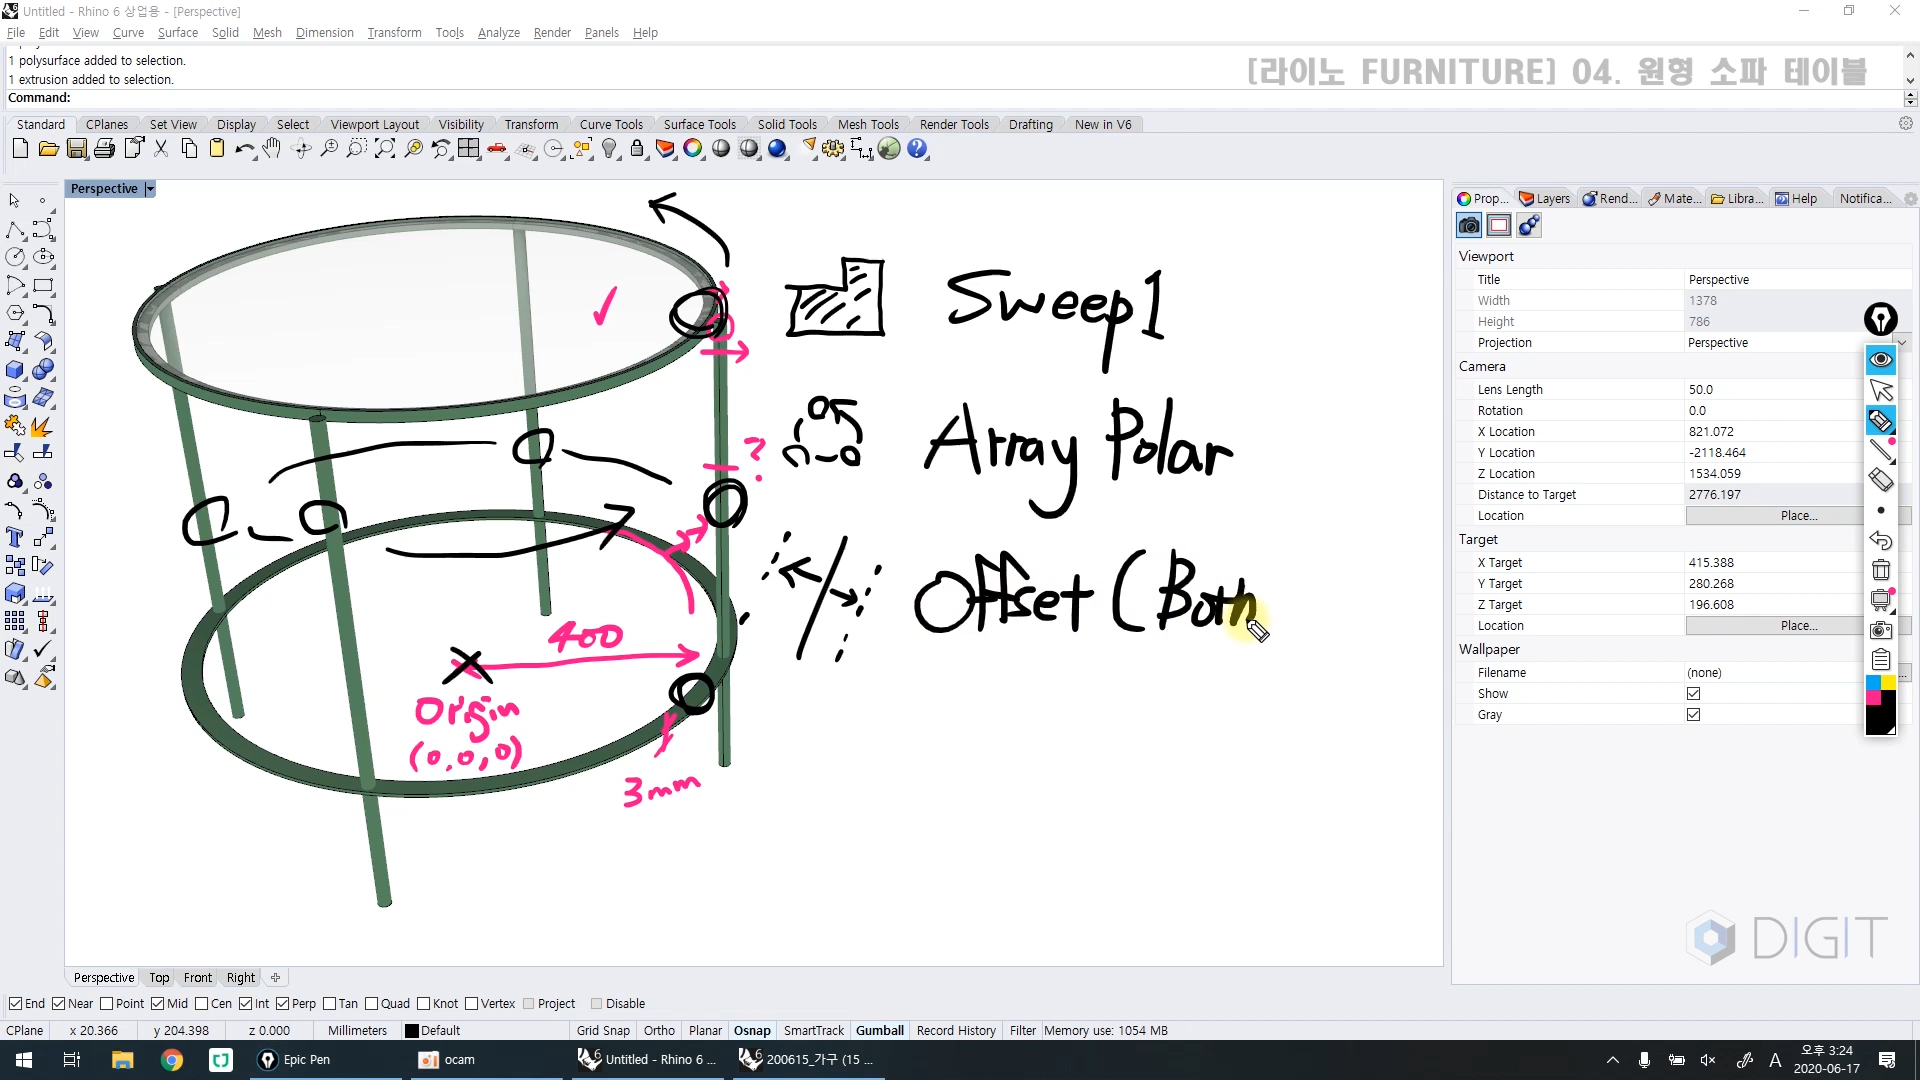 Untitled - Rhino 6 상업용 - [Perspective]
File Edit View Curve Surface Solid Mesh Dimension Transform Tools Analyze Render Panels Help
1 polysurface added to selection.
1 extrusion added to selection.
Command:
[라이노 FURNITURE] 04. 원형 소파 테이블
Standard CPlanes Set View Display Select Viewport Layout Visibility Transform Curve Tools Surface Tools Solid Tools Mesh Tools Render Tools Drafting New in V6
Perspective
Sweep1
Array Polar
?
Offset (Both
400
Origin
(0,0,0)
3mm
Prop... Layers Rend... Mate... Libra... Help Notifica...
Viewport
Title Perspective
Width 1378
Height 786
Projection Perspective
Camera
Lens Length 50.0
Rotation 0.0
X Location 821.072
Y Location -2118.464
Z Location 1534.059
Distance to Target 2776.197
Location Place...
Target
X Target 415.388
Y Target 280.268
Z Target 196.608
Location Place...
Wallpaper
Filename (none)
Show
Gray
DIGIT
Perspective Top Front Right
End Near Point Mid Cen Int Perp Tan Quad Knot Vertex Project Disable
CPlane x 20.366 y 204.398 z 0.000 Millimeters Default Grid Snap Ortho Planar Osnap SmartTrack Gumball Record History Filter Memory use: 1054 MB
Epic Pen ocam Untitled - Rhino 6 ... 200615_가구 (15 ... A 오후 3:24
2020-06-17